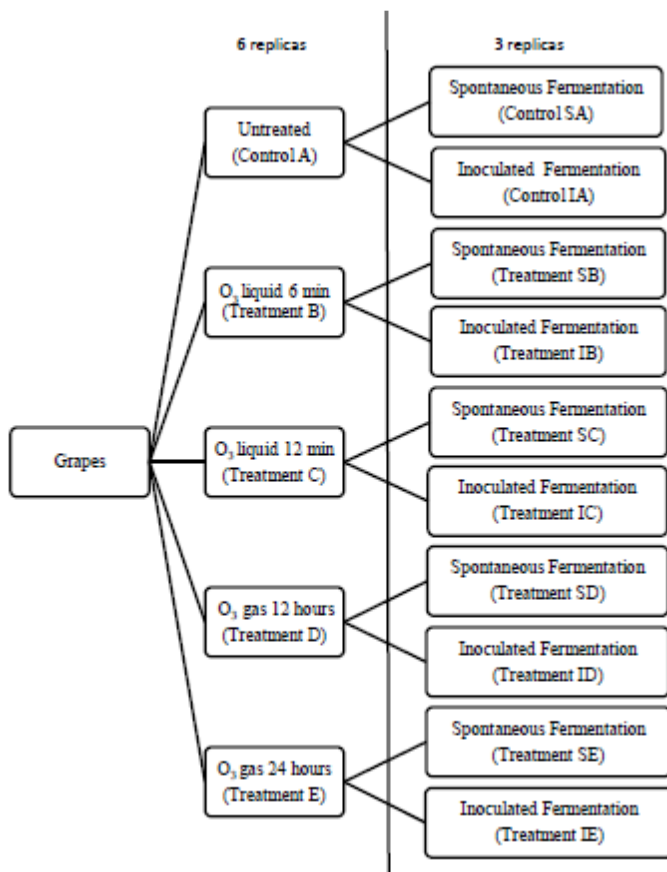 6 replicas
3 replicas
Untreated
(Control A)
Spontaneous Fermentation
(Control SA)
Inoculated Fermentation
(Control IA)
O₃ liquid 6 min
(Treatment B)
Spontaneous Fermentation
(Treatment SB)
Inoculated Fermentation
(Treatment IB)
Grapes
O₃ liquid 12 min
(Treatment C)
Spontaneous Fermentation
(Treatment SC)
Inoculated Fermentation
(Treatment IC)
O₃ gas 12 hours
(Treatment D)
Spontaneous Fermentation
(Treatment SD)
Inoculated Fermentation
(Treatment ID)
O₃ gas 24 hours
(Treatment E)
Spontaneous Fermentation
(Treatment SE)
Inoculated Fermentation
(Treatment IE)